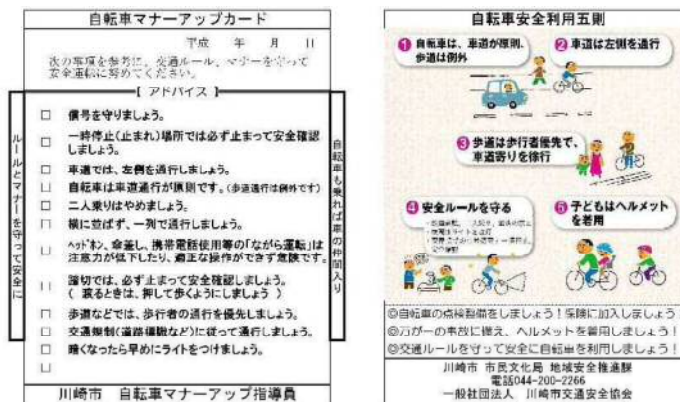 自転車マナーアップカード
平成　年　月　日
次の事項を参考に、交通ルール、マナーを守って
安全運転に努めてください。
【 アドバイス 】
ルールとマナーを守って安全に
自転車も乗れば車の仲間入り
□ 信号を守りましょう。
□ 一時停止(止まれ)場所では必ず止まって安全確認
しましょう。
□ 車道では、左側を通行しましょう。
□ 自転車は車道通行が原則です。(歩道通行は例外です)
□ 二人乗りはやめましょう。
□ 横に並ばず、一列で通行しましょう。
□ ヘッドホン、傘差し、携帯電話使用等の「ながら運転」は
注意力が低下したり、適正な操作ができず危険です。
□ 踏切では、必ず止まって安全確認しましょう。
( 渡るときは、押して歩くようにしましょう )
□ 歩道などでは、歩行者の通行を優先しましょう。
□ 交通規制(道路標識など)に従って通行しましょう。
□ 暗くなったら早めにライトをつけましょう。
□
川崎市　自転車マナーアップ指導員
自転車安全利用五則
1 自転車は、車道が原則、
歩道は例外
2 車道は左側を通行
3 歩道は歩行者優先で、
車道寄りを徐行
4 安全ルールを守る
5 子どもはヘルメット
を着用
◎自転車の点検整備をしましょう！保険に加入しましょう！
◎万が一の事故に備え、ヘルメットを着用しましょう！
◎交通ルールを守って安全に自転車を利用しましょう！
川崎市 市民文化局 地域安全推進課
電話044-200-2266
一般社団法人　川崎市交通安全協会